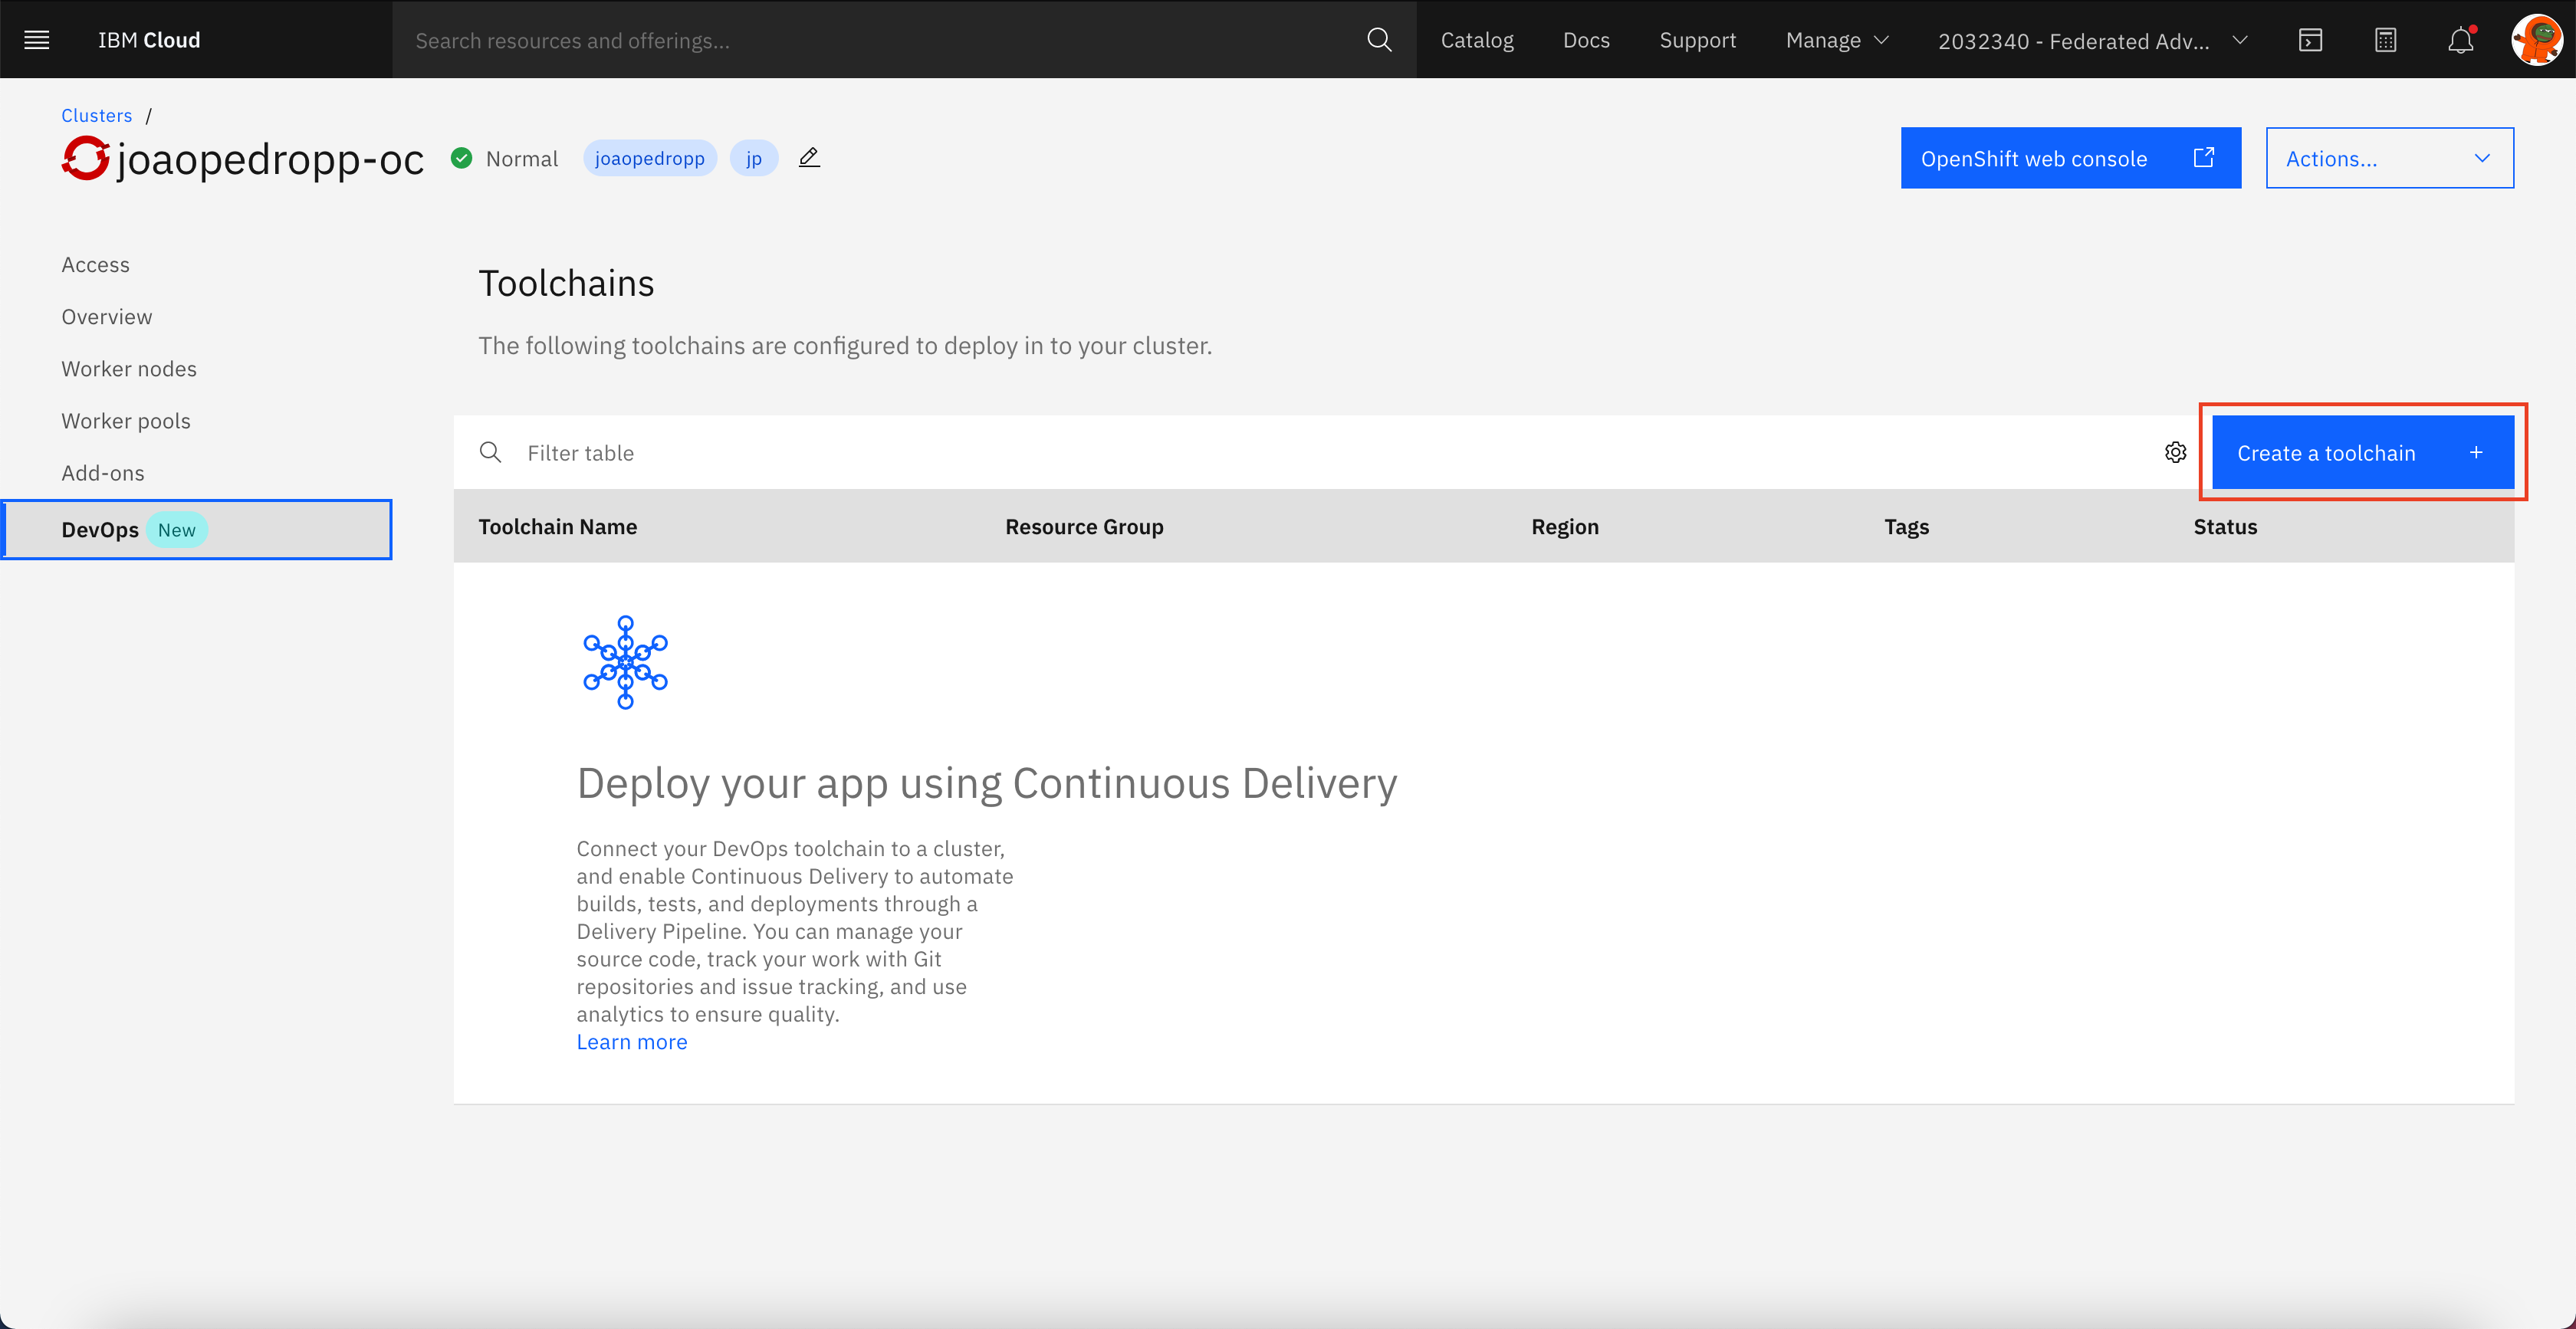 IBM Cloud
Search resources and offerings...
Catalog
Docs
Support
Manage
2032340 - Federated Adv...
Clusters /
joaopedropp-oc
Normal
joaopedropp
jp
OpenShift web console
Actions...
Access
Overview
Worker nodes
Worker pools
Add-ons
DevOps New
Toolchains
The following toolchains are configured to deploy in to your cluster.
Filter table
Create a toolchain +
Toolchain Name Resource Group Region Tags Status
Deploy your app using Continuous Delivery
Connect your DevOps toolchain to a cluster,
and enable Continuous Delivery to automate
builds, tests, and deployments through a
Delivery Pipeline. You can manage your
source code, track your work with Git
repositories and issue tracking, and use
analytics to ensure quality.
Learn more